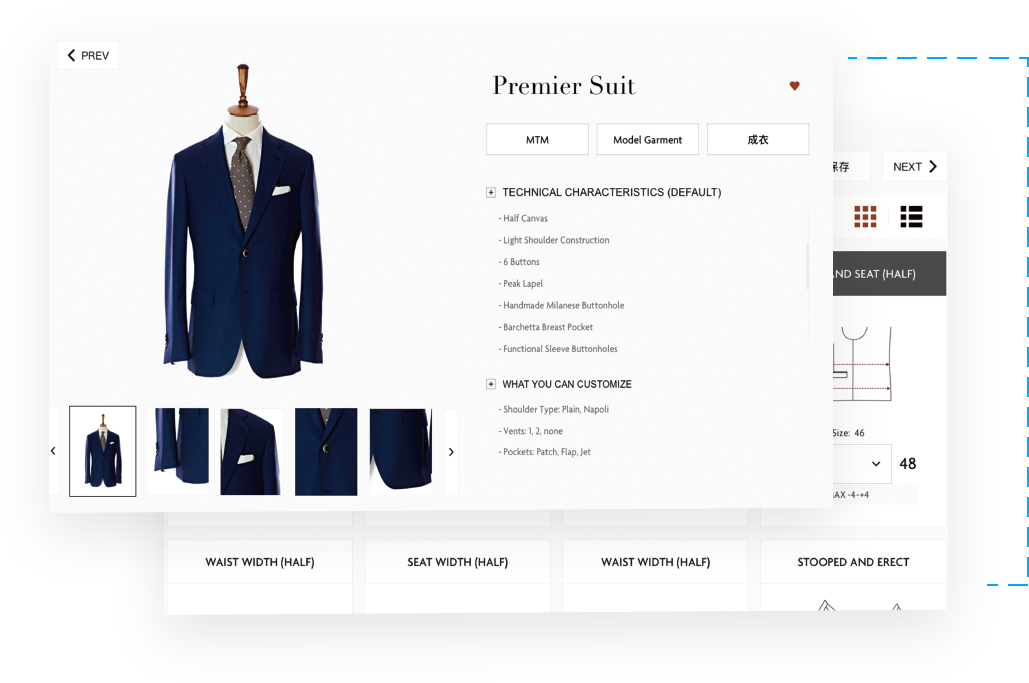 PREV
Premier Suit
MTM
Model Garment
成衣
TECHNICAL CHARACTERISTICS (DEFAULT)
- Half Canvas
- Light Shoulder Construction
- 6 Buttons
- Peak Lapel
- Handmade Milanese Buttonhole
- Barchetta Breast Pocket
- Functional Sleeve Buttonholes
WHAT YOU CAN CUSTOMIZE
- Shoulder Type: Plain, Napoli
- Vents: 1, 2, none
- Pockets: Patch, Flap, Jet
存
NEXT
SEAT (HALF)
Size: 46
48
-4-+4
WAIST WIDTH (HALF)
SEAT WIDTH (HALF)
WAIST WIDTH (HALF)
STOOPED AND ERECT